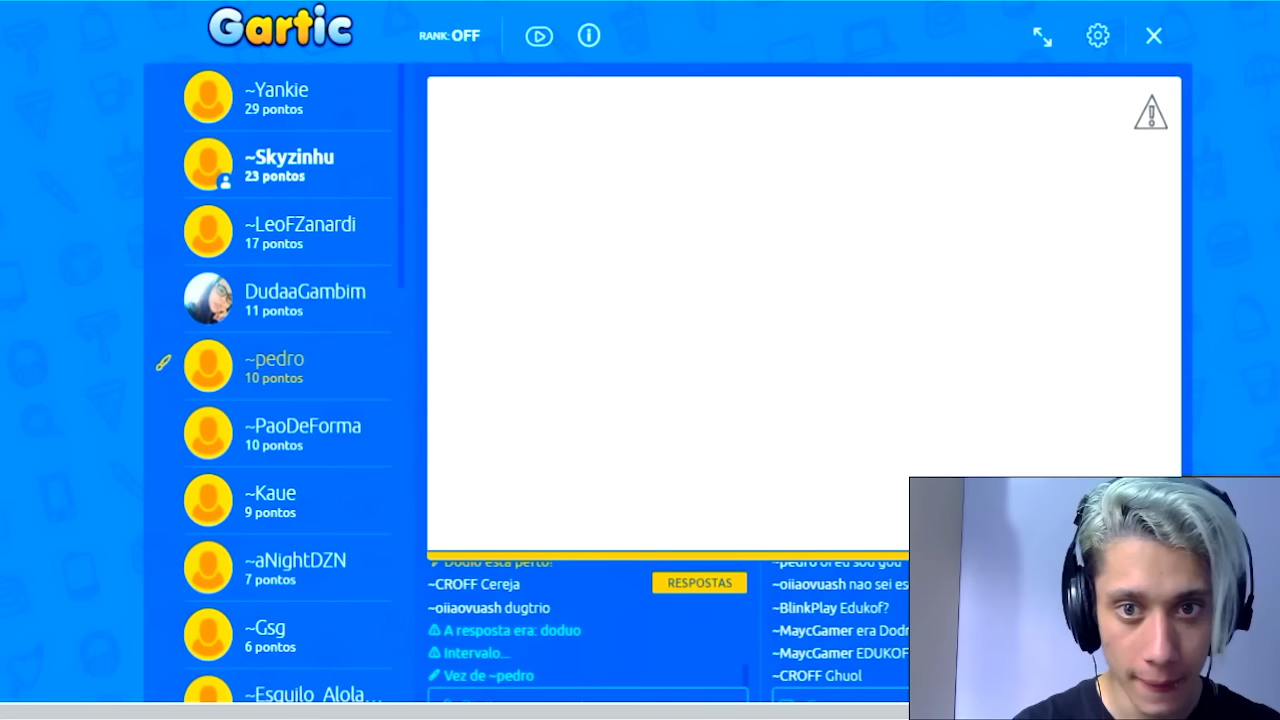 Gartic
RANK: OFF
~Yankie
29 pontos
~Skyzinhu
23 pontos
~LeoFZanardi
17 pontos
DudaaGambim
11 pontos
~pedro
10 pontos
~PaoDeForma
10 pontos
~Kaue
9 pontos
~aNightDZN
7 pontos
~Gsg
6 pontos
~Esquilo_Alola...
~CROFF Cereja
RESPOSTAS
~oiiaovuash dugtrio
A resposta era: doduo
Intervalo...
Vez de ~pedro
~oiiaovuash nao sei es
~BlinkPlay Edukof?
~MaycGamer era Dodr
~MaycGamer EDUKOF
~CROFF Ghuol